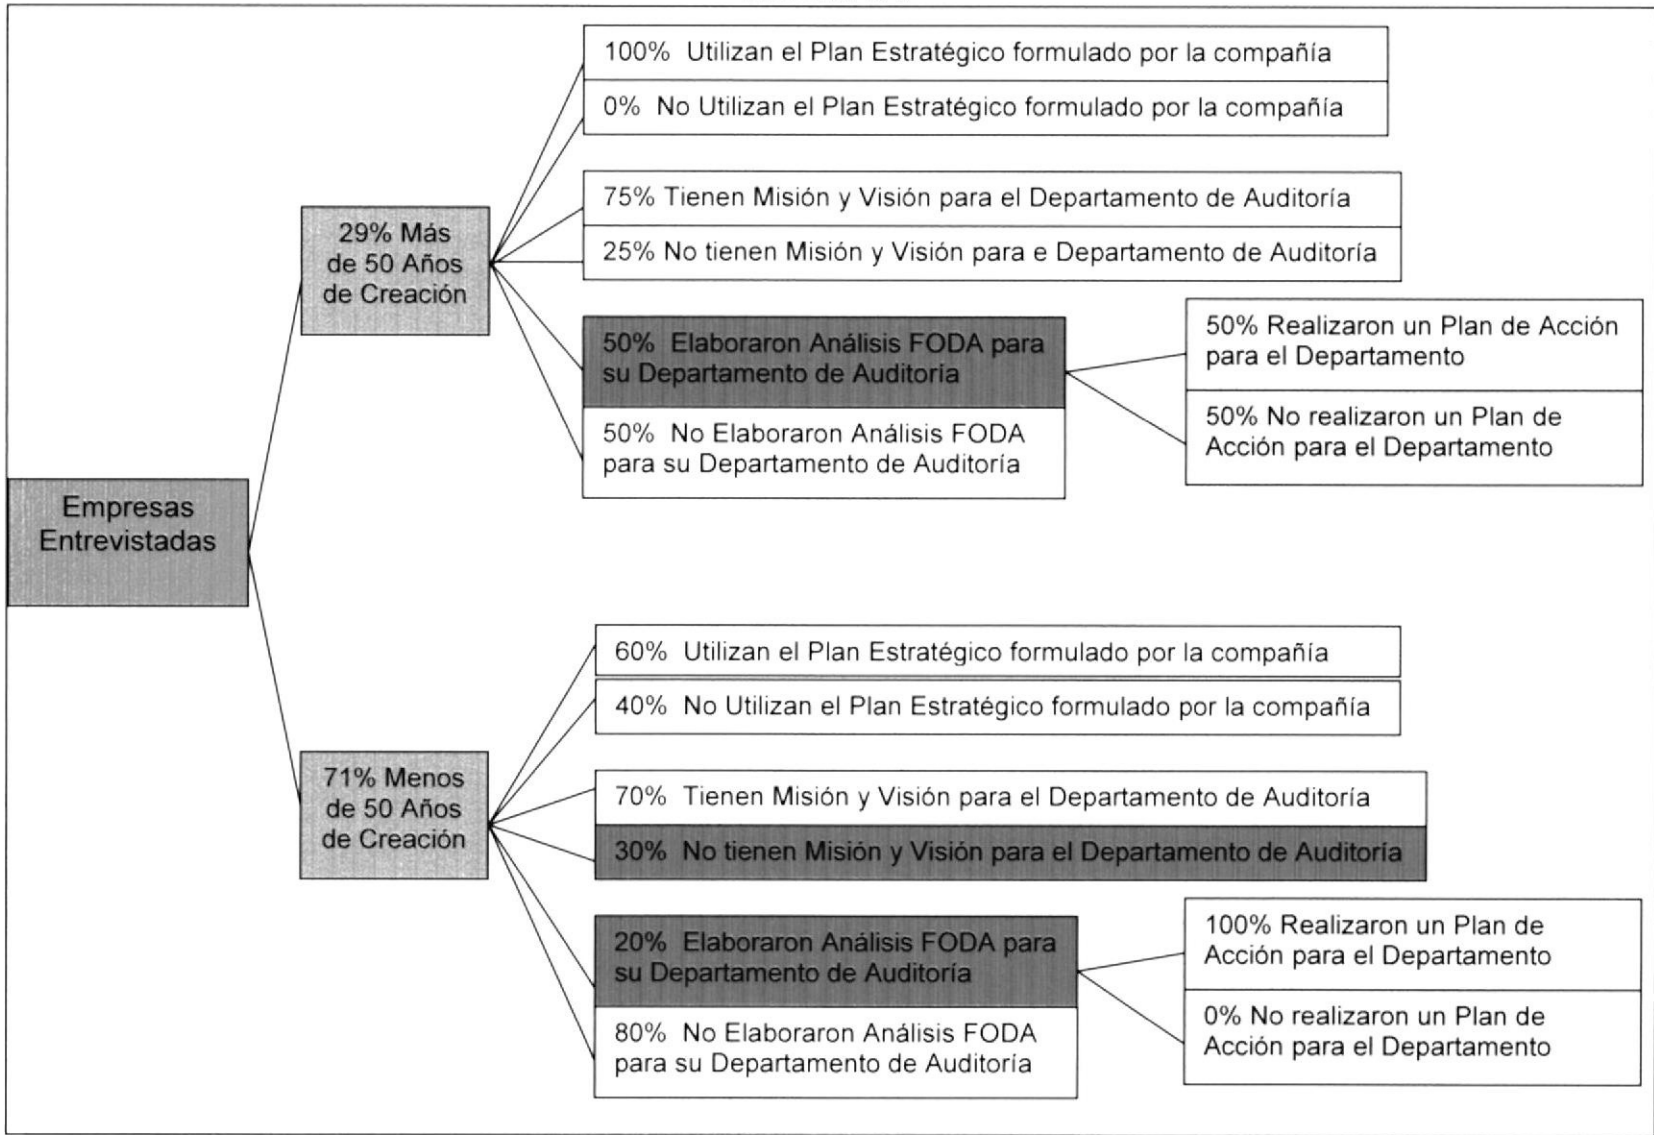 100% Utilizan el Plan Estratégico formulado por la compañía
0% No Utilizan el Plan Estratégico formulado por la compañía
75% Tienen Misión y Visión para el Departamento de Auditoría
25% No tienen Misión y Visión para e Departamento de Auditoría
29% Más
de 50 Años
de Creación
50% Elaboraron Análisis FODA para
su Departamento de Auditoría
50% No Elaboraron Análisis FODA
para su Departamento de Auditoría
50% Realizaron un Plan de Acción
para el Departamento
50% No realizaron un Plan de
Acción para el Departamento
Empresas
Entrevistadas
60% Utilizan el Plan Estratégico formulado por la compañía
40% No Utilizan el Plan Estratégico formulado por la compañía
71% Menos
de 50 Años
de Creación
70% Tienen Misión y Visión para el Departamento de Auditoría
30% No tienen Misión y Visión para el Departamento de Auditoría
20% Elaboraron Análisis FODA para
su Departamento de Auditoría
80% No Elaboraron Análisis FODA
para su Departamento de Auditoría
100% Realizaron un Plan de
Acción para el Departamento
0% No realizaron un Plan de
Acción para el Departamento